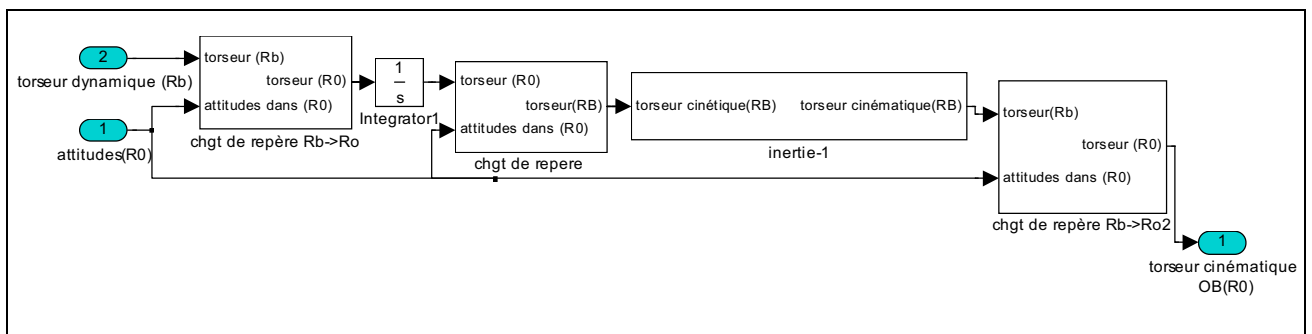 2
torseur dynamique (Rb)
1
attitudes(R0)
torseur (Rb)
torseur (R0)
attitudes dans (R0)
chgt de repère Rb->Ro
1
s
Integrator1
torseur (R0)
torseur(RB)
attitudes dans (R0)
chgt de repere
torseur cinétique(RB)
torseur cinématique(RB)
inertie-1
torseur(Rb)
torseur (R0)
attitudes dans (R0)
chgt de repère Rb->Ro2
1
torseur cinématique
OB(R0)